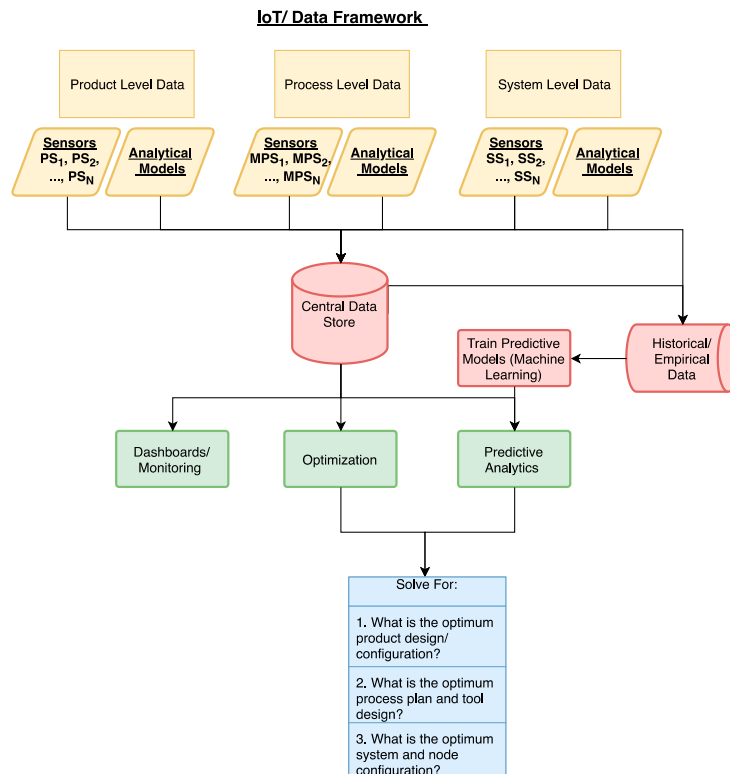 IoT/ Data Framework
Product Level Data
Process Level Data
System Level Data
Sensors
PS1, PS2,
..., PSN
Analytical
Models
Sensors
MPS1, MPS2,
..., MPSN
Analytical
Models
Sensors
SS1, SS2,
..., SSN
Analytical
Models
Central Data
Store
Train Predictive
Models (Machine
Learning)
Historical/
Empirical
Data
Dashboards/
Monitoring
Optimization
Predictive
Analytics
Solve For:
1. What is the optimum
product design/
configuration?
2. What is the optimum
process plan and tool
design?
3. What is the optimum
system and node
configuration?